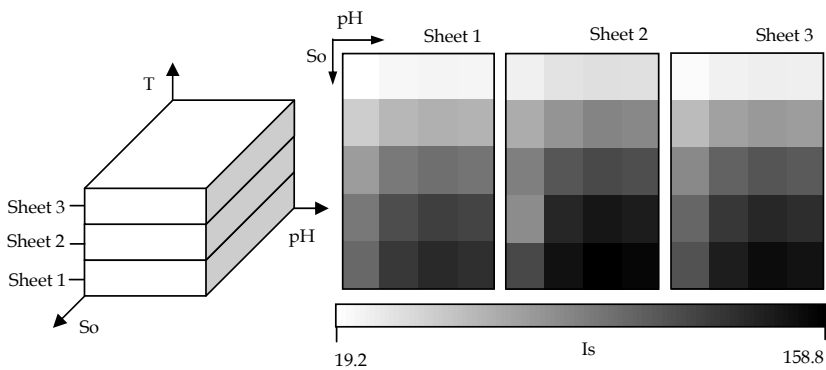 T
Sheet 3
Sheet 2
Sheet 1
So
pH
pH
So
Sheet 1
Sheet 2
Sheet 3
19.2
Is
158.8